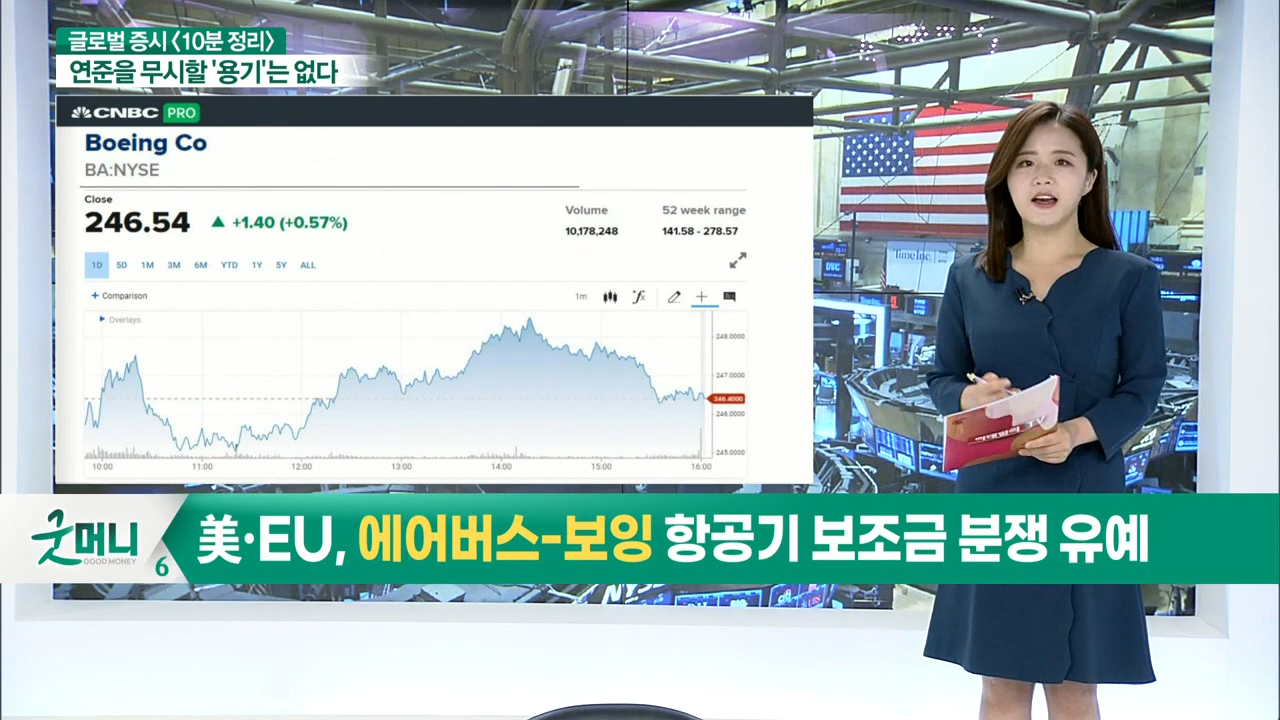 글로벌 증시 <10분 정리>
연준을 무시할 '용기'는 없다
CNBC PRO
Boeing Co
BA:NYSE
Close
246.54 ▲ +1.40 (+0.57%)
Volume 52 week range
10,178,248 141.58 - 278.57
1D 5D 1M 3M 6M YTD 1Y 5Y ALL
+ Comparison 1m
Overlays
248.0000
247.0000
246.4000
246.0000
245.0000
10:00 11:00 12:00 13:00 14:00 15:00 16:00
Time Inc.
굿머니
GOOD MONEY
6
美·EU, 에어버스-보잉 항공기 보조금 분쟁 유예
citi